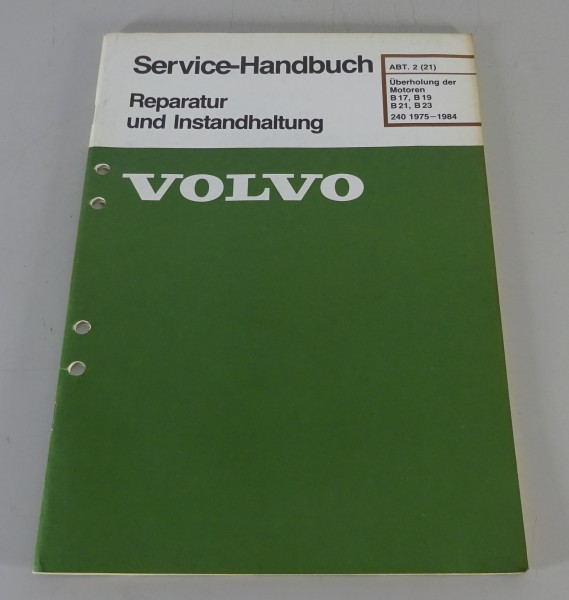 Service-Handbuch
Reparatur
und Instandhaltung
ABT. 2 (21)
Überholung der
Motoren
B 17, B 19
B 21, B 23
240 1975–1984
VOLVO